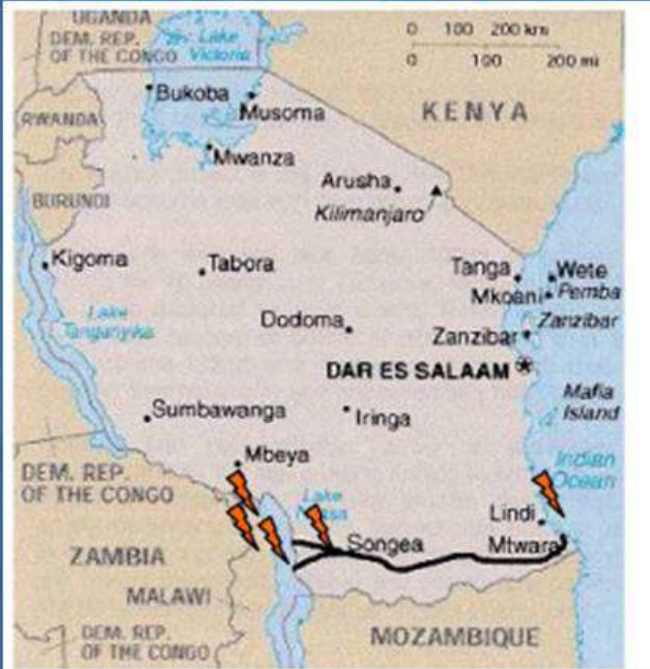 UGANDA
DEM. REP.
OF THE CONGO
Lake
Victoria
0 100 200 km
0 100 200 mi
Bukoba
Musoma
KENYA
RWANDA
Mwanza
Arusha
Kilimanjaro
BURUNDI
Kigoma
Tabora
Tanga
Wete
Mkoani
Pemba
Lake
Tanganyika
Dodoma
Zanzibar
Zanzibar
DAR ES SALAAM
Mafia
Island
Sumbawanga
Iringa
Mbeya
Indian
Ocean
DEM. REP.
OF THE CONGO
Lake
Lindi
Songea
Mtwara
ZAMBIA
MALAWI
DEM. REP.
OF THE CONGO
MOZAMBIQUE